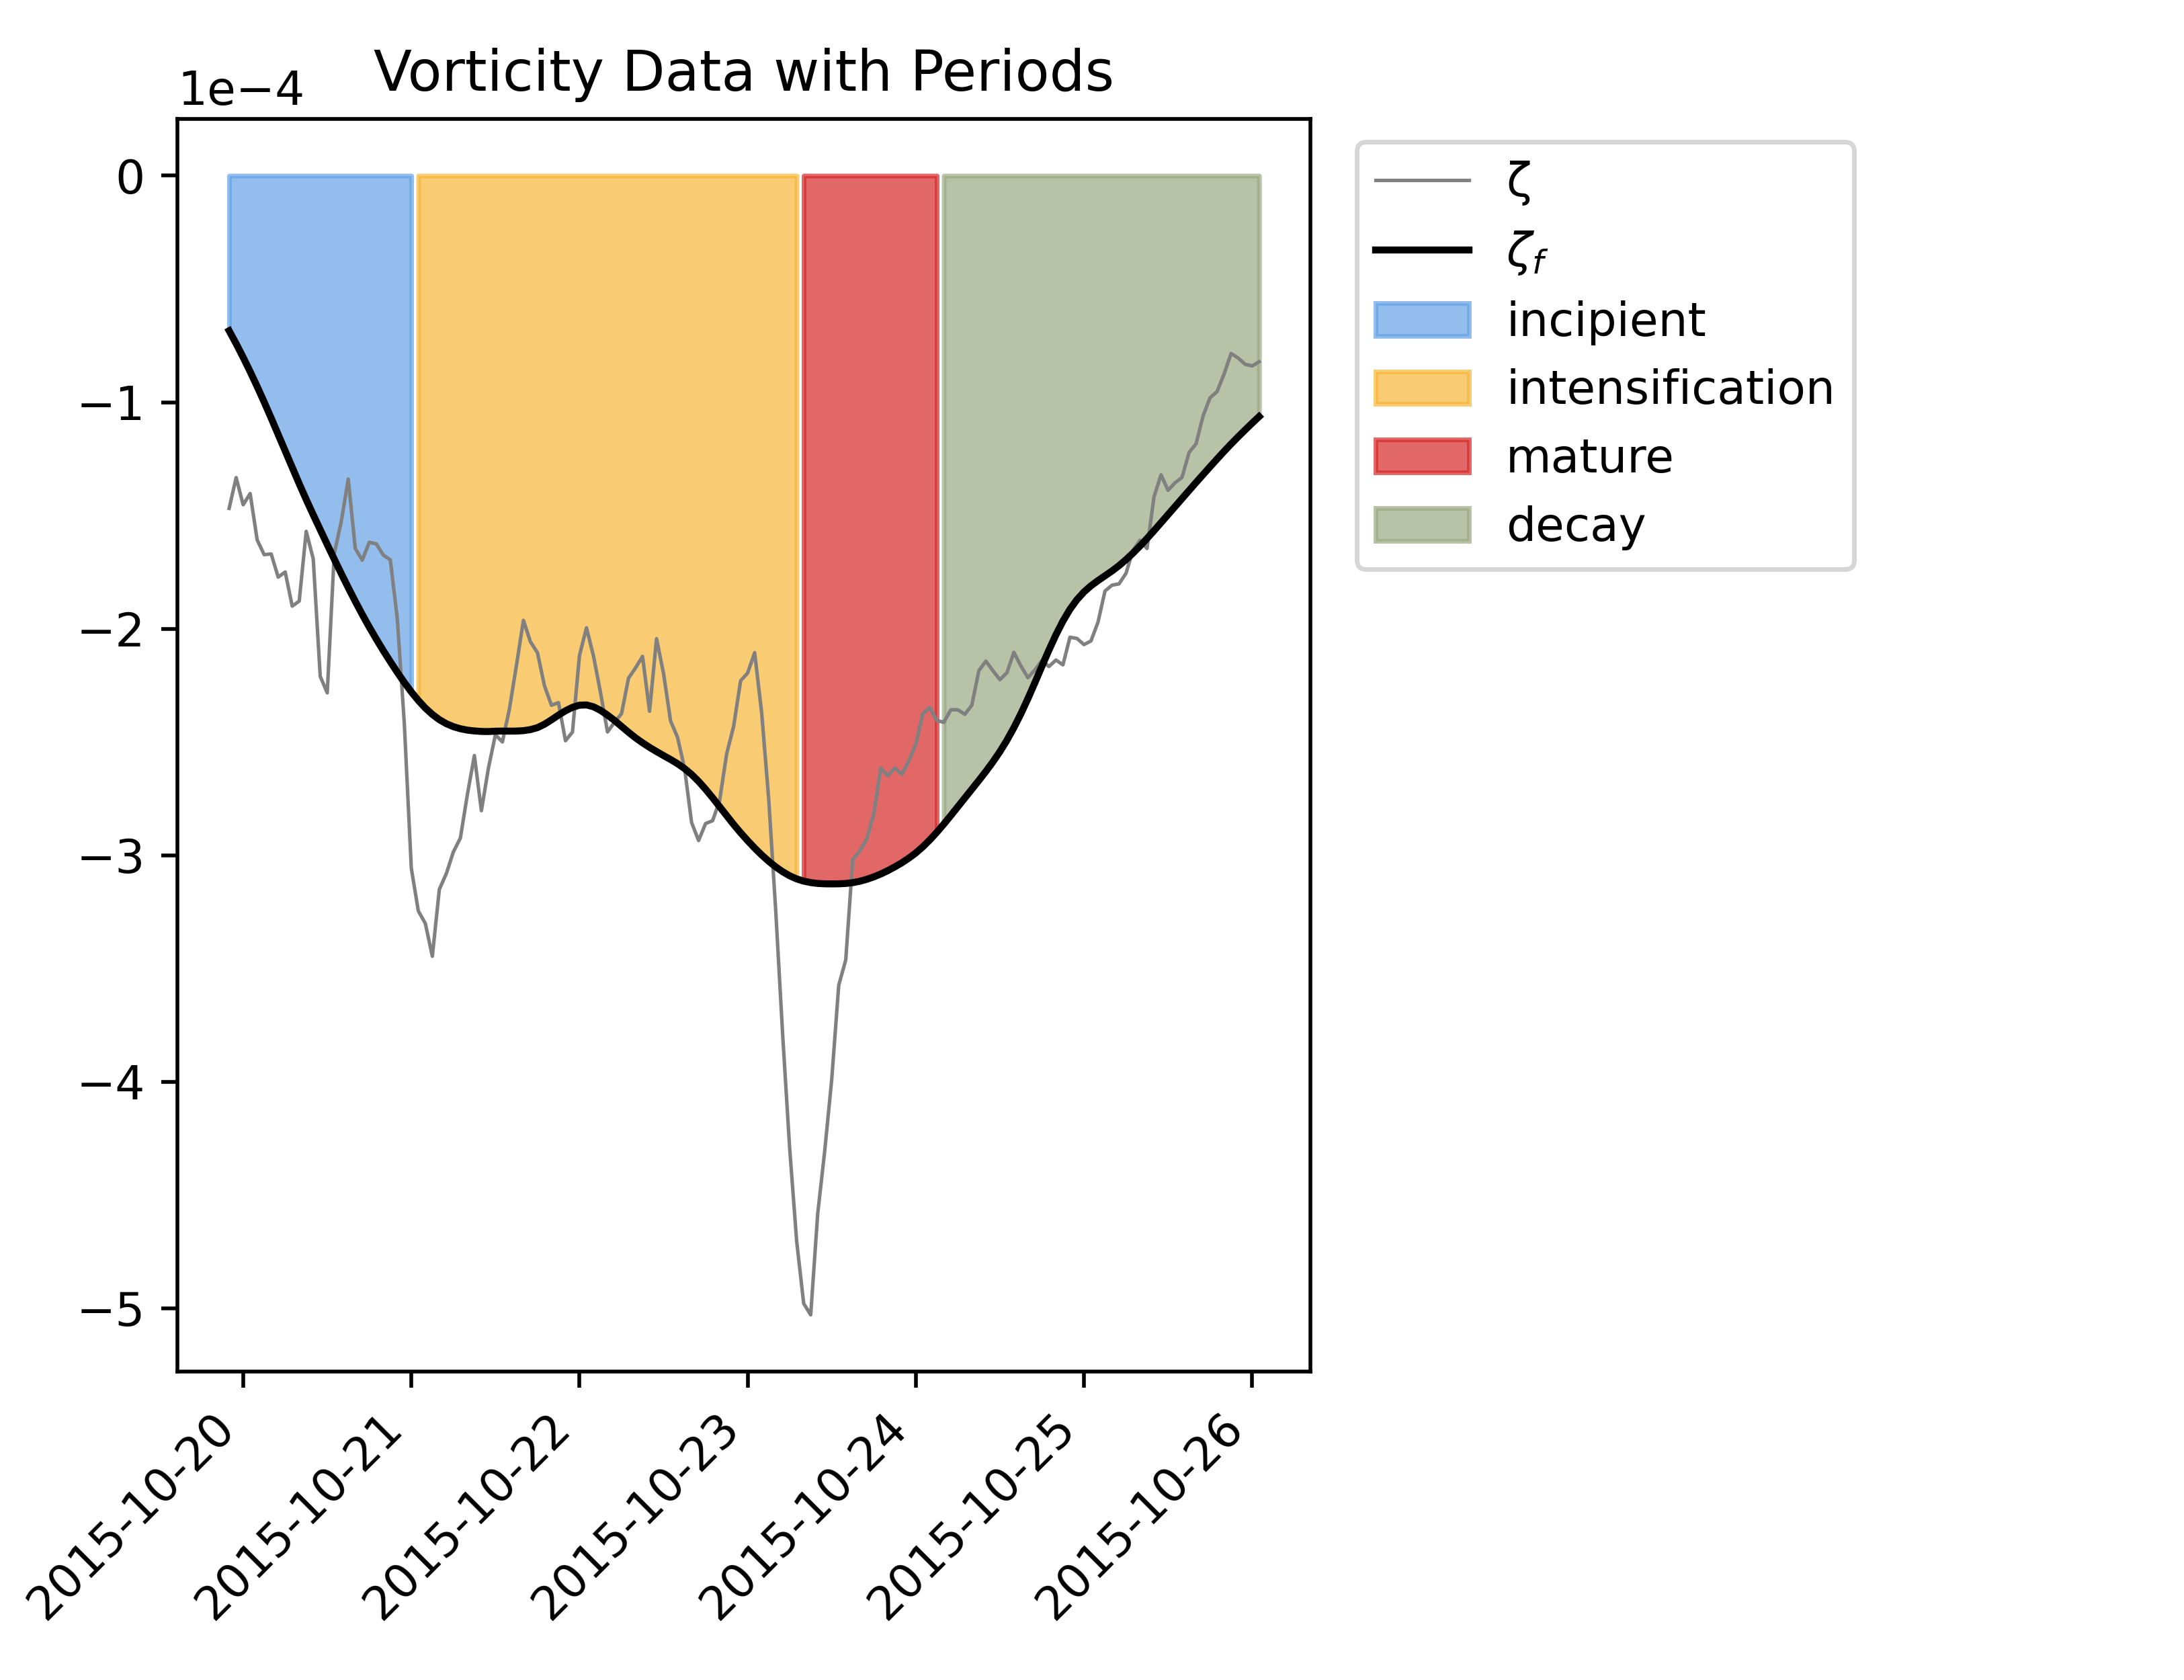 Vorticity Data with Periods
1e−4
0
−1
−2
−3
−4
−5
2015-10-20
2015-10-21
2015-10-22
2015-10-23
2015-10-24
2015-10-25
2015-10-26
ζ
ζf
incipient
intensification
mature
decay